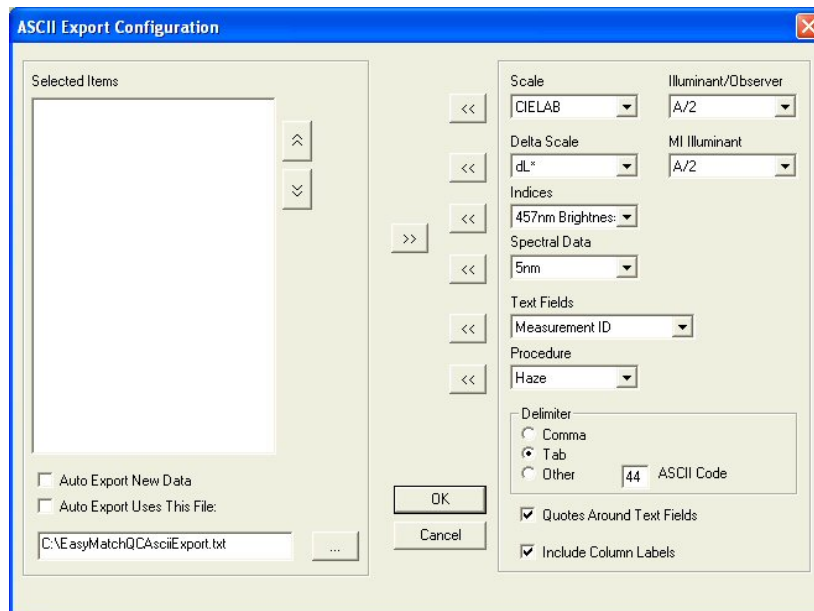 ASCII Export Configuration
Selected Items
Scale
Illuminant/Observer
<<
CIELAB
A/2
Delta Scale
MI Illuminant
<<
dL*
A/2
Indices
<<
457nm Brightnes
>>
Spectral Data
<<
5nm
Text Fields
<<
Measurement ID
Procedure
<<
Haze
Delimiter
Comma
Tab
Other
44
ASCII Code
Auto Export New Data
Auto Export Uses This File:
C:\EasyMatchQCAsciiExport.txt
...
OK
Cancel
Quotes Around Text Fields
Include Column Labels